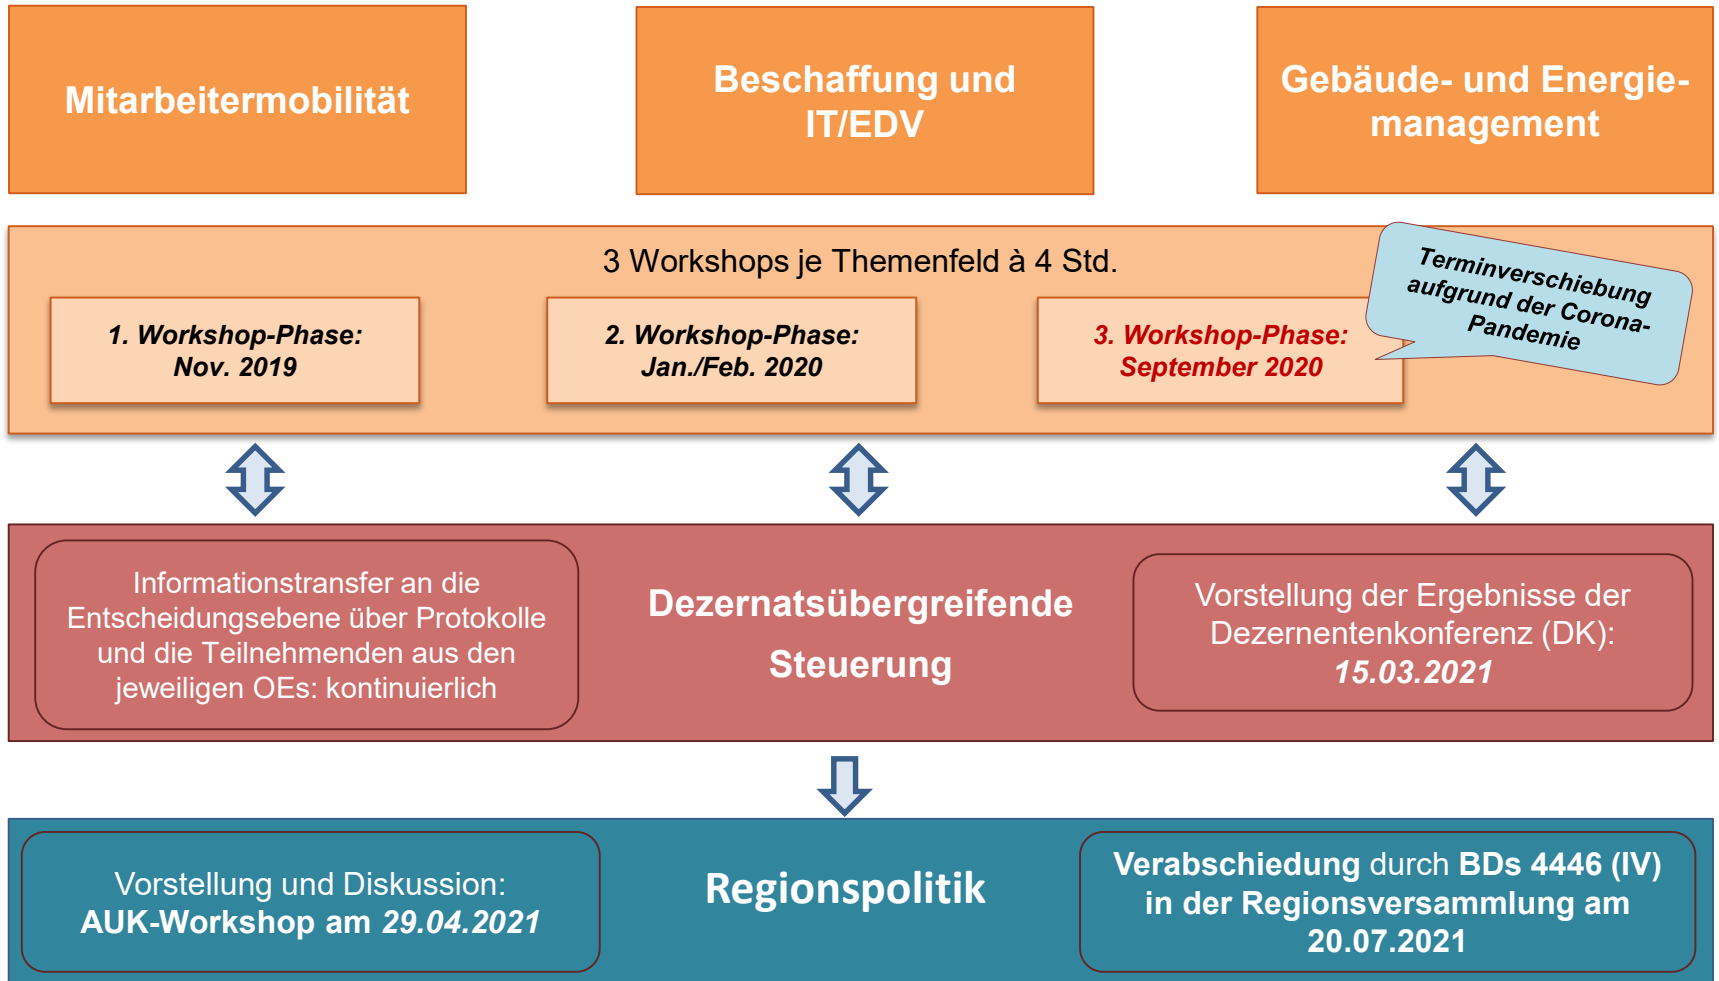 Mitarbeitermobilität
Beschaffung und
IT/EDV
Gebäude- und Energie-
management
3 Workshops je Themenfeld à 4 Std.
Terminverschiebung
aufgrund der Corona-
Pandemie
1. Workshop-Phase:
Nov. 2019
2. Workshop-Phase:
Jan./Feb. 2020
3. Workshop-Phase:
September 2020
Informationstransfer an die
Entscheidungsebene über Protokolle
und die Teilnehmenden aus den
jeweiligen OEs: kontinuierlich
Dezernatsübergreifende
Steuerung
Vorstellung der Ergebnisse der
Dezernentenkonferenz (DK):
15.03.2021
Vorstellung und Diskussion:
AUK-Workshop am 29.04.2021
Regionspolitik
Verabschiedung durch BDs 4446 (IV)
in der Regionsversammlung am
20.07.2021